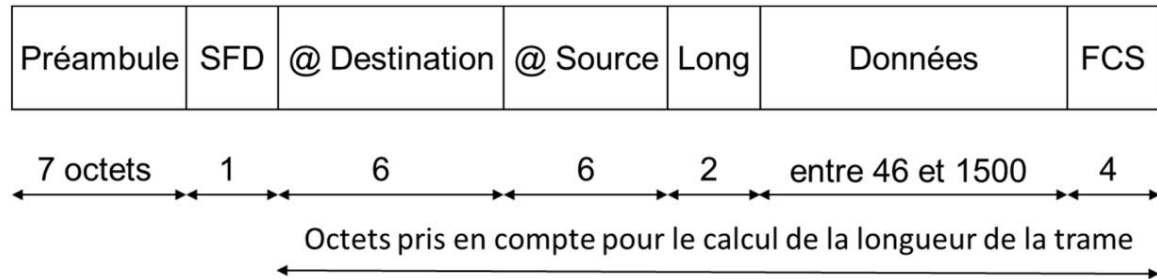 Préambule SFD @ Destination @ Source Long Données FCS
7 octets 1 6 6 2 entre 46 et 1500 4
Octets pris en compte pour le calcul de la longueur de la trame